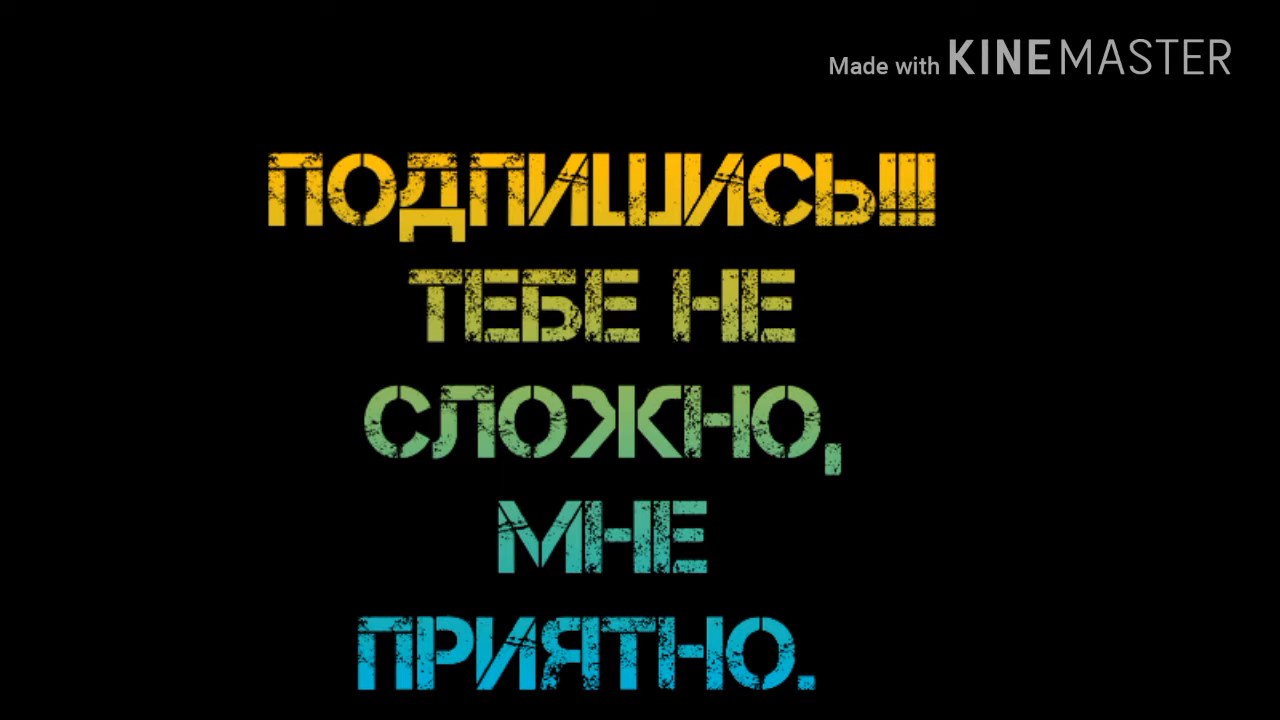 Made with KINEMASTER
ПОДПИШИСЬ!!!
ТЕБЕ НЕ
СЛОЖНО,
МНЕ
ПРИЯТНО.